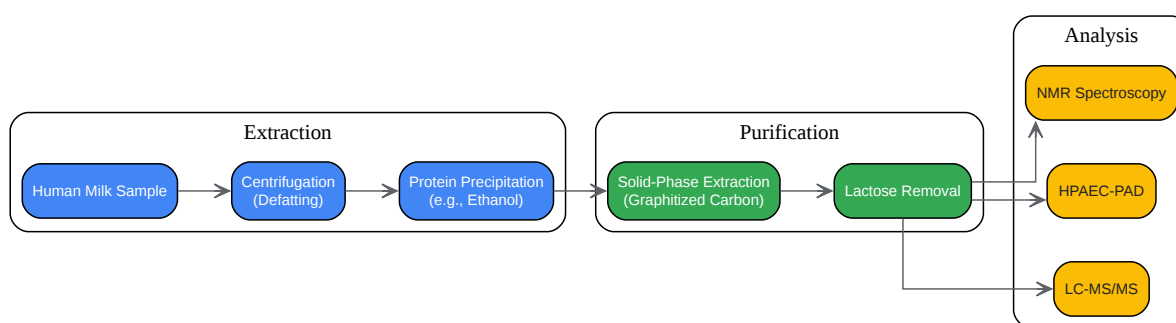 Extraction
Human Milk Sample
Centrifugation
(Defatting)
Protein Precipitation
(e.g., Ethanol)
Purification
Solid-Phase Extraction
(Graphitized Carbon)
Lactose Removal
Analysis
NMR Spectroscopy
HPAEC-PAD
LC-MS/MS